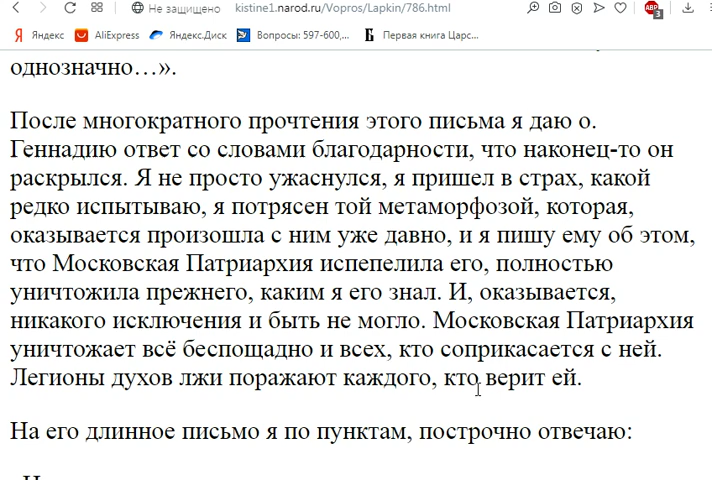 Не защищено kistine1.narod.ru/Vopros/Lapkin/786.html
Яндекс AliExpress Яндекс.Диск Вопросы: 597-600,... Первая книга Царс...
однозначно…».
После многократного прочтения этого письма я даю о.
Геннадию ответ со словами благодарности, что наконец-то он
раскрылся. Я не просто ужаснулся, я пришел в страх, какой
редко испытываю, я потрясен той метаморфозой, которая,
оказывается произошла с ним уже давно, и я пишу ему об этом,
что Московская Патриархия испепелила его, полностью
уничтожила прежнего, каким я его знал. И, оказывается,
никакого исключения и быть не могло. Московская Патриархия
уничтожает всё беспощадно и всех, кто соприкасается с ней.
Легионы духов лжи поражают каждого, кто верит ей.
На его длинное письмо я по пунктам, построчно отвечаю: